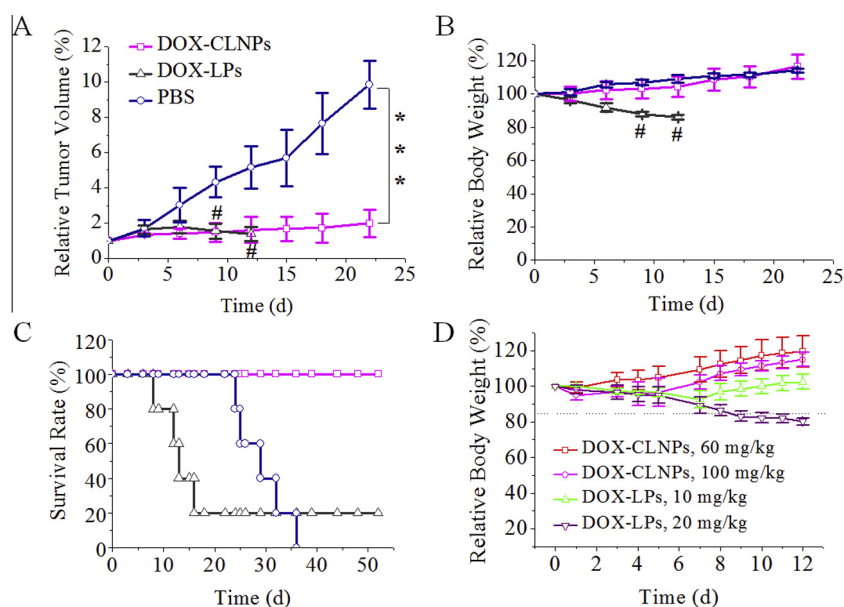 A
Relative Tumor Volume (%)
12
10
8
6
4
2
0
DOX-CLNPs
DOX-LPs
PBS
* * *
#
#
0 5 10 15 20 25
Time (d)
B
Relative Body Weight (%)
120
100
80
60
40
20
#
#
0 5 10 15 20 25
Time (d)
C
Survival Rate (%)
120
100
80
60
40
20
0
0 10 20 30 40 50
Time (d)
D
Relative Body Weight (%)
120
100
80
60
40
20
DOX-CLNPs, 60 mg/kg
DOX-CLNPs, 100 mg/kg
DOX-LPs, 10 mg/kg
DOX-LPs, 20 mg/kg
0 2 4 6 8 10 12
Time (d)